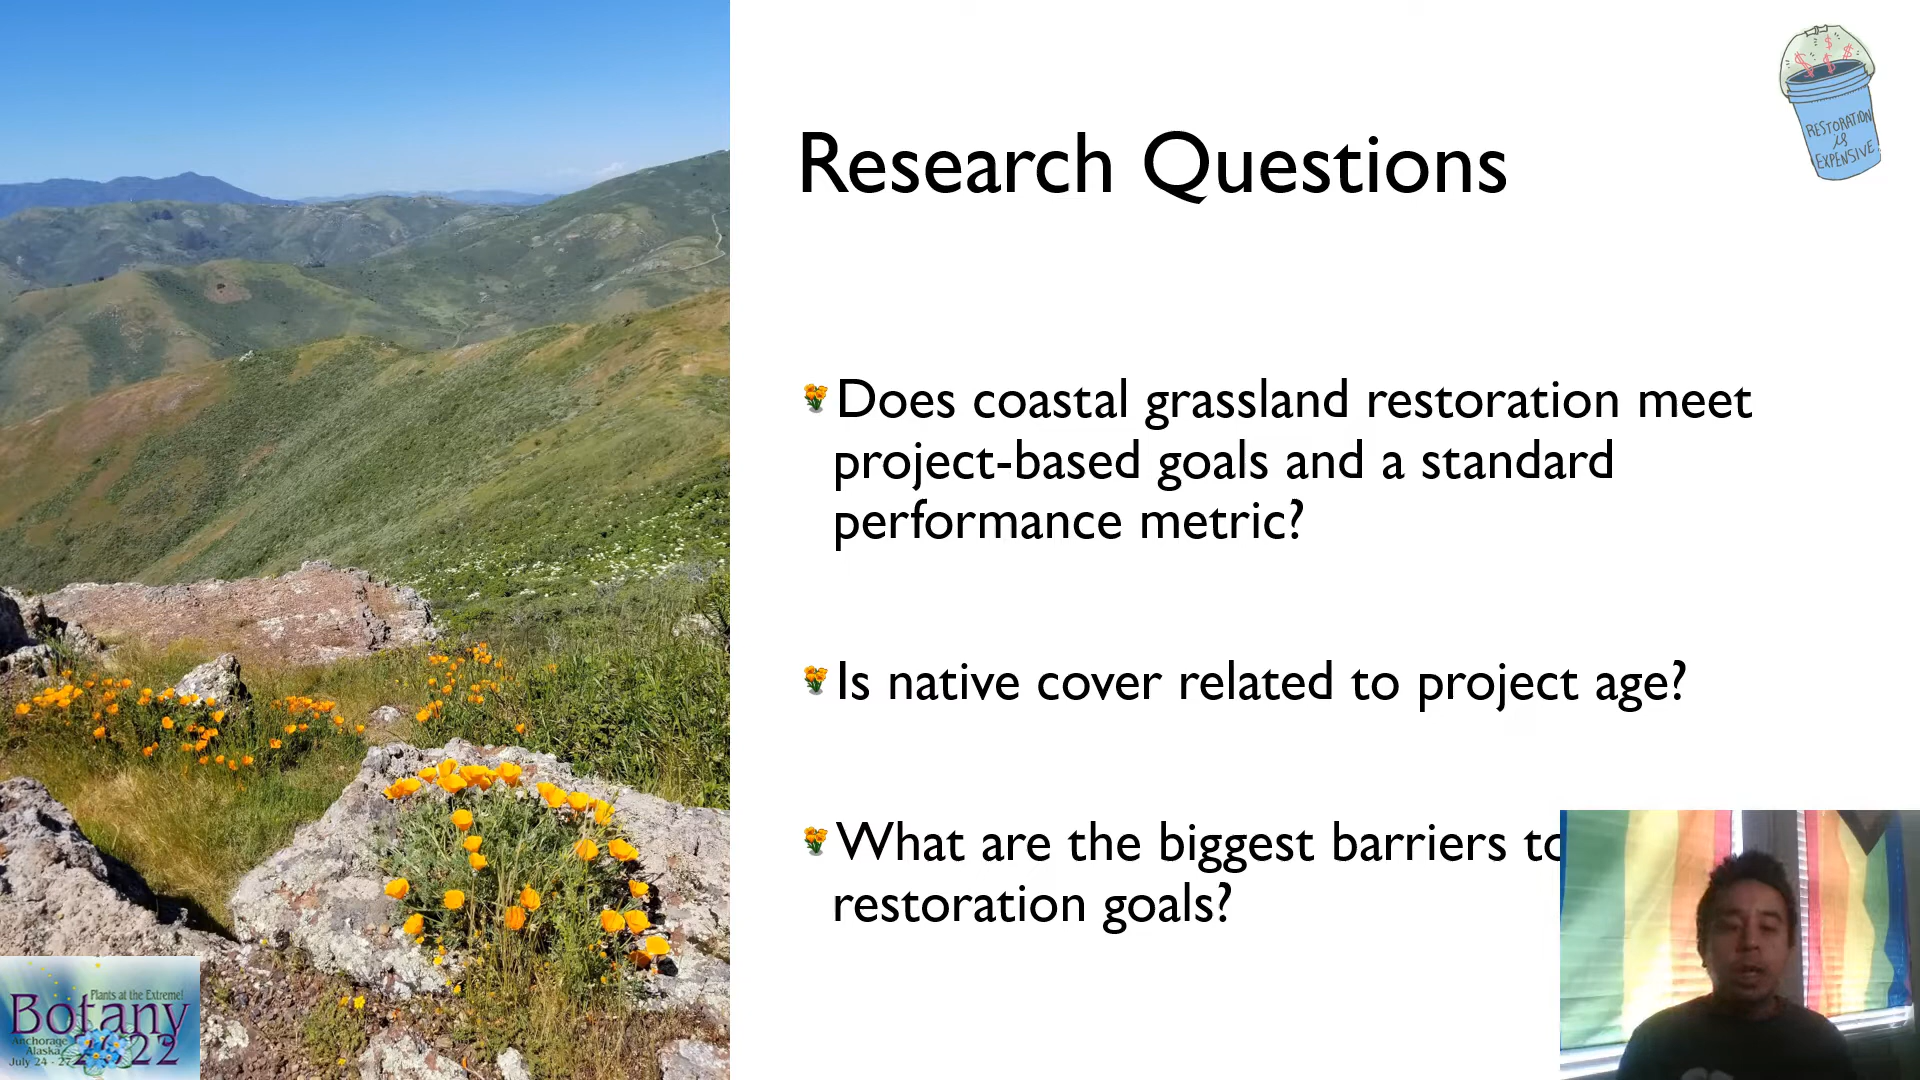 RESTORATION
is
EXPENSIVE
Research Questions
Does coastal grassland restoration meet
project-based goals and a standard
performance metric?
Is native cover related to project age?
What are the biggest barriers to
restoration goals?
Plants at the Extreme!
Botany
2022
Anchorage
Alaska
July 24 - 27